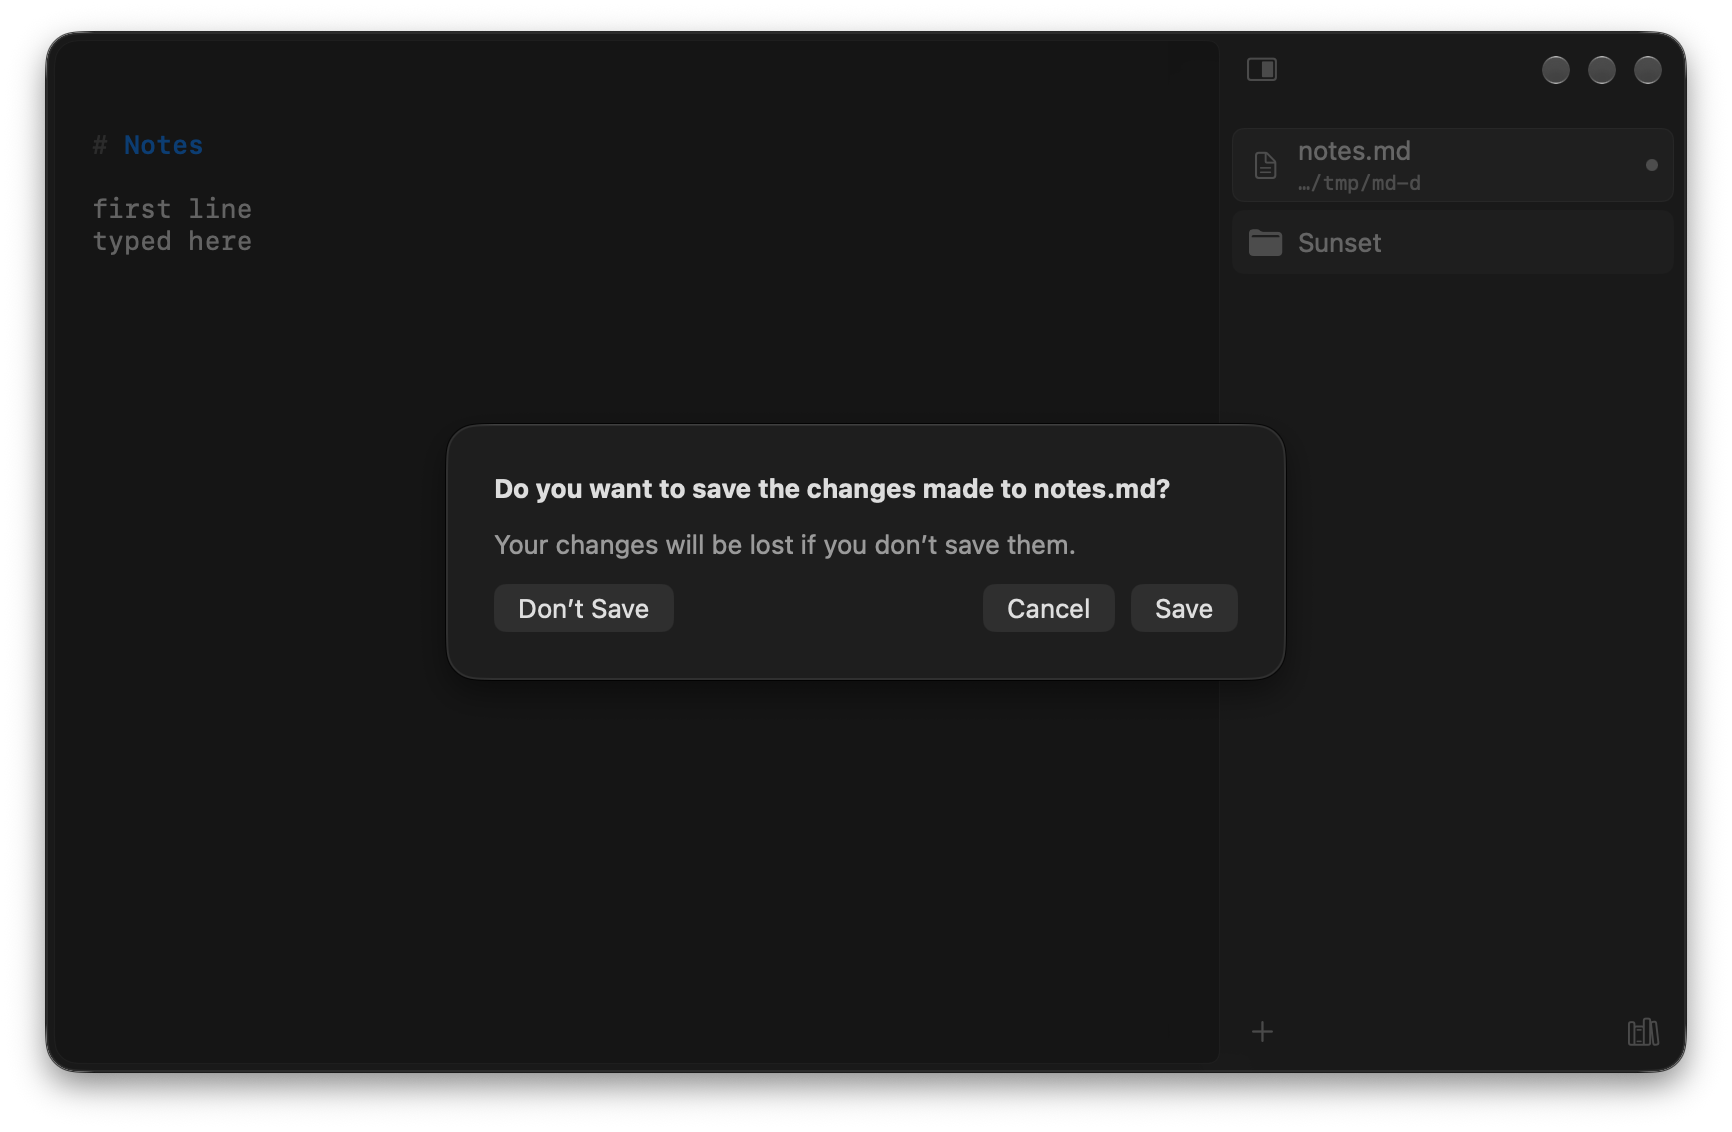 # Notes
first line
typed here
notes.md
…/tmp/md-d
Sunset
Do you want to save the changes made to notes.md?
Your changes will be lost if you don’t save them.
Don’t Save
Cancel
Save